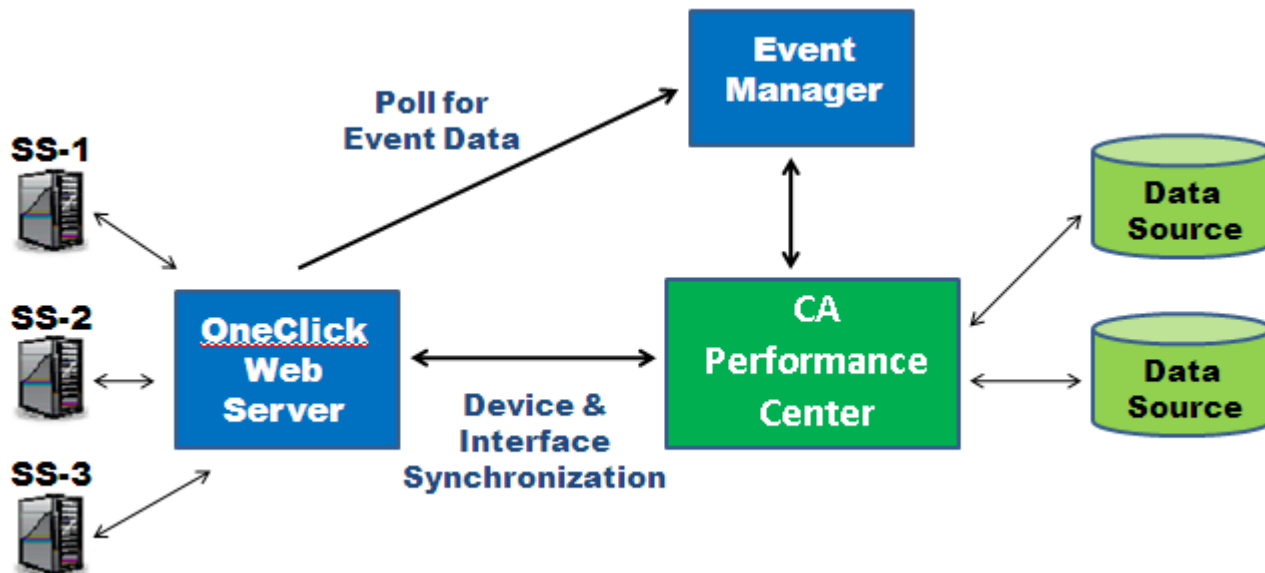 Event
Manager
Poll for
Event Data
SS-1
Data
Source
SS-2
OneClick
Web
Server
CA
Performance
Center
Data
Source
Device &
Interface
Synchronization
SS-3